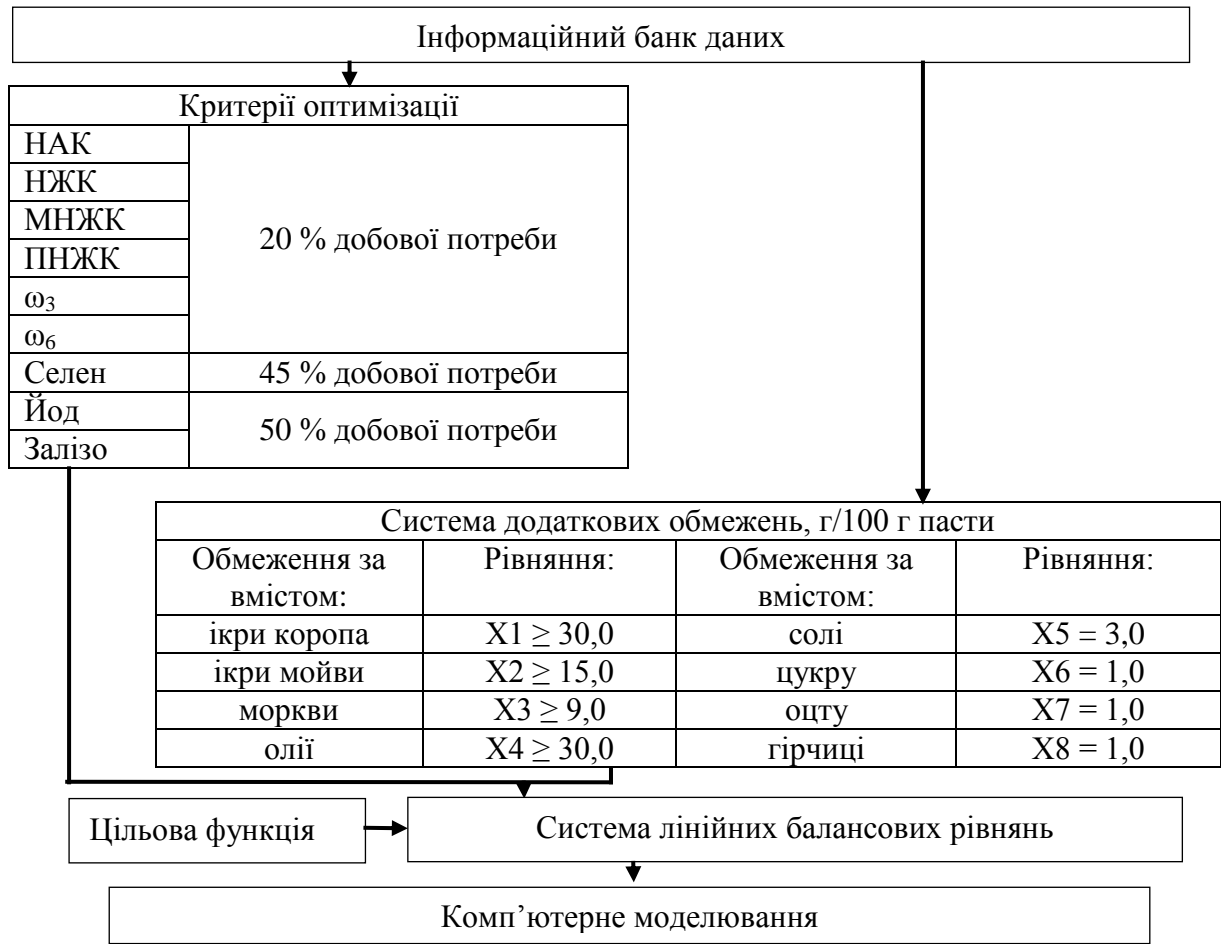 Інформаційний банк даних
Критерії оптимізації
НАК
НЖК
МНЖК
ПНЖК
ω₃
ω₆
20 % добової потреби
Селен
45 % добової потреби
Йод
Залізо
50 % добової потреби
Система додаткових обмежень, г/100 г пасти
Обмеження за вмістом:
Рівняння:
Обмеження за вмістом:
Рівняння:
ікри коропа
X1 ≥ 30,0
солі
X5 = 3,0
ікри мойви
X2 ≥ 15,0
цукру
X6 = 1,0
моркви
X3 ≥ 9,0
оцту
X7 = 1,0
олії
X4 ≥ 30,0
гірчиці
X8 = 1,0
Цільова функція
Система лінійних балансових рівнянь
Комп’ютерне моделювання